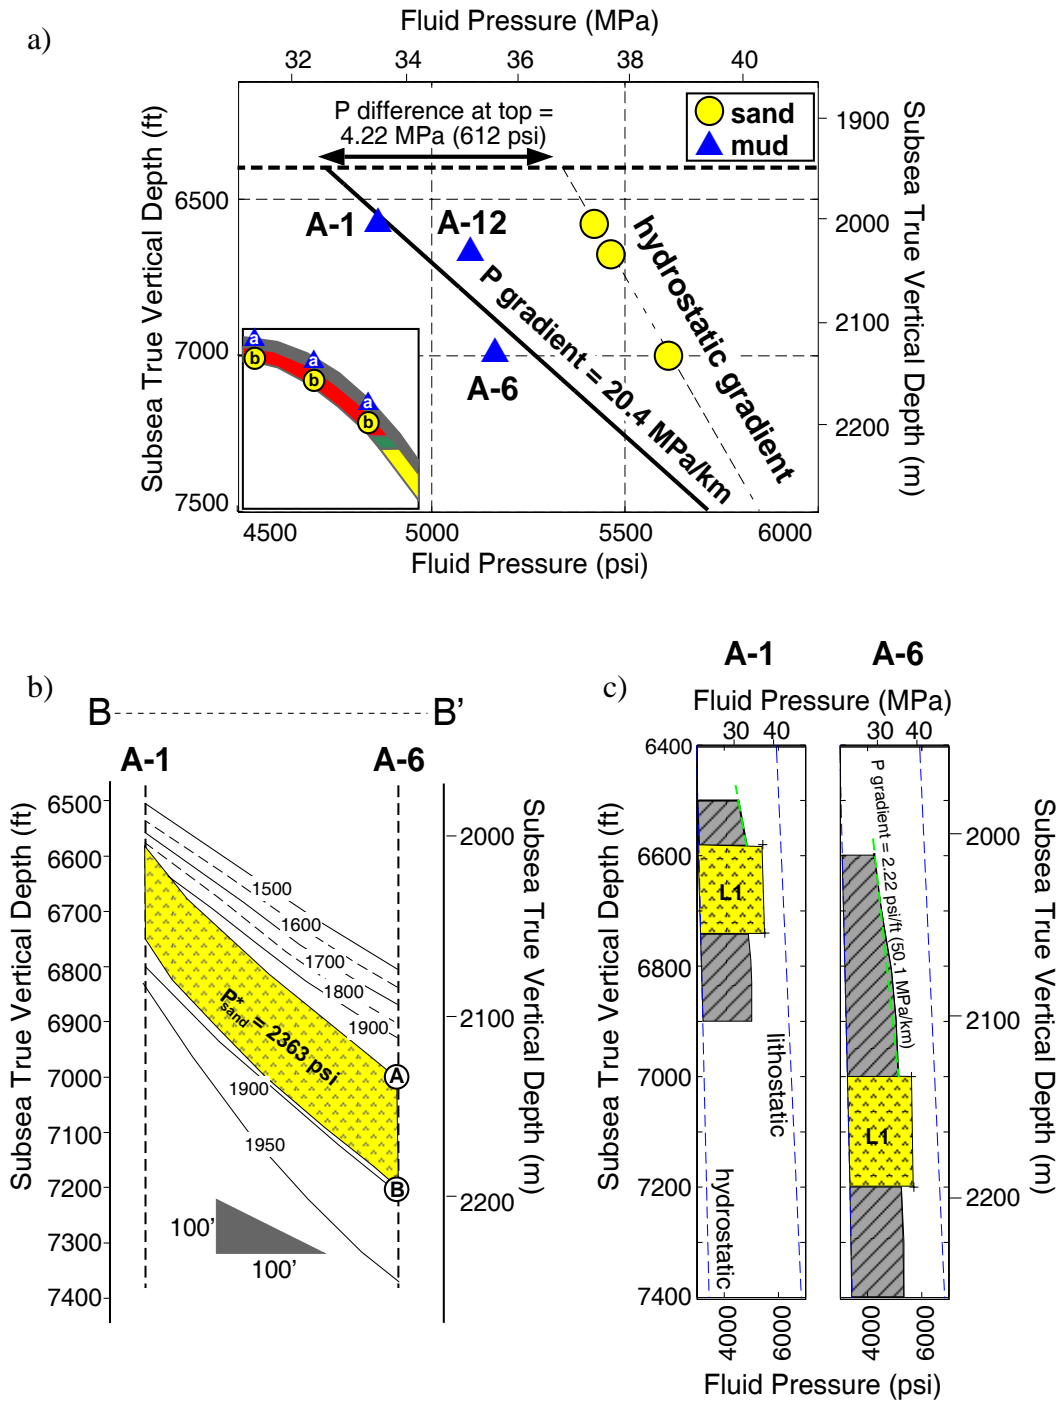 a)
Fluid Pressure (MPa)
32 34 36 38 40
P difference at top =
4.22 MPa (612 psi)
sand
mud
Subsea True Vertical Depth (ft)
6500
7000
7500
1900
2000
2100
2200
Subsea True Vertical Depth (m)
A-1
A-12
A-6
hydrostatic gradient
P gradient = 20.4 MPa/km
a
b
a
b
a
b
4500 5000 5500 6000
Fluid Pressure (psi)
b)
B B'
A-1 A-6
Subsea True Vertical Depth (ft)
6500
6600
6700
6800
6900
7000
7100
7200
7300
7400
1500
1600
1700
1800
1900
P*sand = 2363 psi
A
B
1900
1950
100'
100'
2000
2100
2200
Subsea True Vertical Depth (m)
c)
A-1 A-6
Fluid Pressure (MPa)
30 40 30 40
Subsea True Vertical Depth (ft)
6400
6600
6800
7000
7200
7400
L1
lithostatic
hydrostatic
P gradient = 2.22 psi/ft (50.1 MPa/km)
L1
2000
2100
2200
Subsea True Vertical Depth (m)
4000 6000 4000 6000
Fluid Pressure (psi)